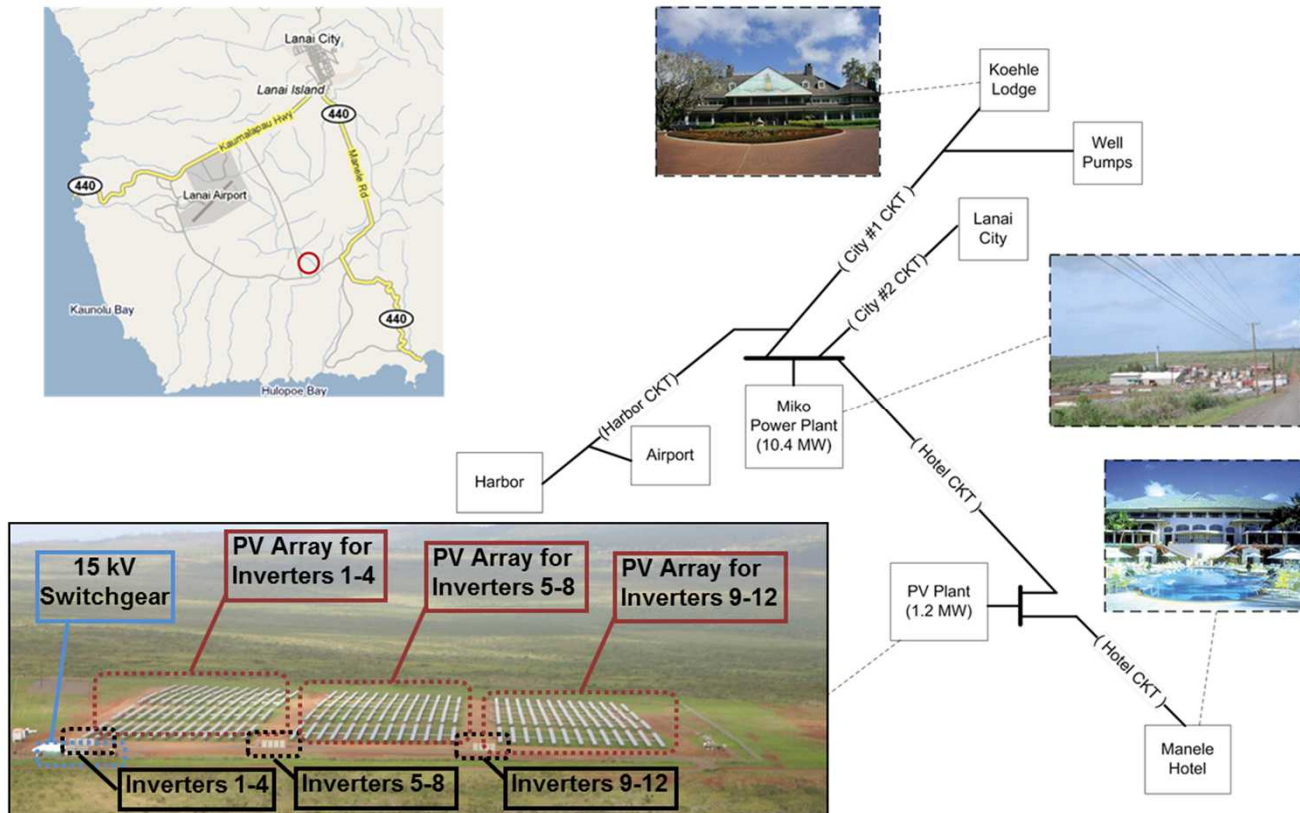 Lanai City
Lanai Island
440
Kaumalapau Hwy
Manele Rd
440
Lanai Airport
Kaunolu Bay
440
Hulopoe Bay
Koehle
Lodge
Well
Pumps
( City #1 CKT)
Lanai
City
( City #2 CKT)
(Harbor CKT)
Miko
Power Plant
(10.4 MW)
Airport
Harbor
( Hotel CKT)
PV Plant
(1.2 MW)
( Hotel CKT)
Manele
Hotel
15 kV
Switchgear
PV Array for
Inverters 1-4
PV Array for
Inverters 5-8
PV Array for
Inverters 9-12
Inverters 1-4
Inverters 5-8
Inverters 9-12